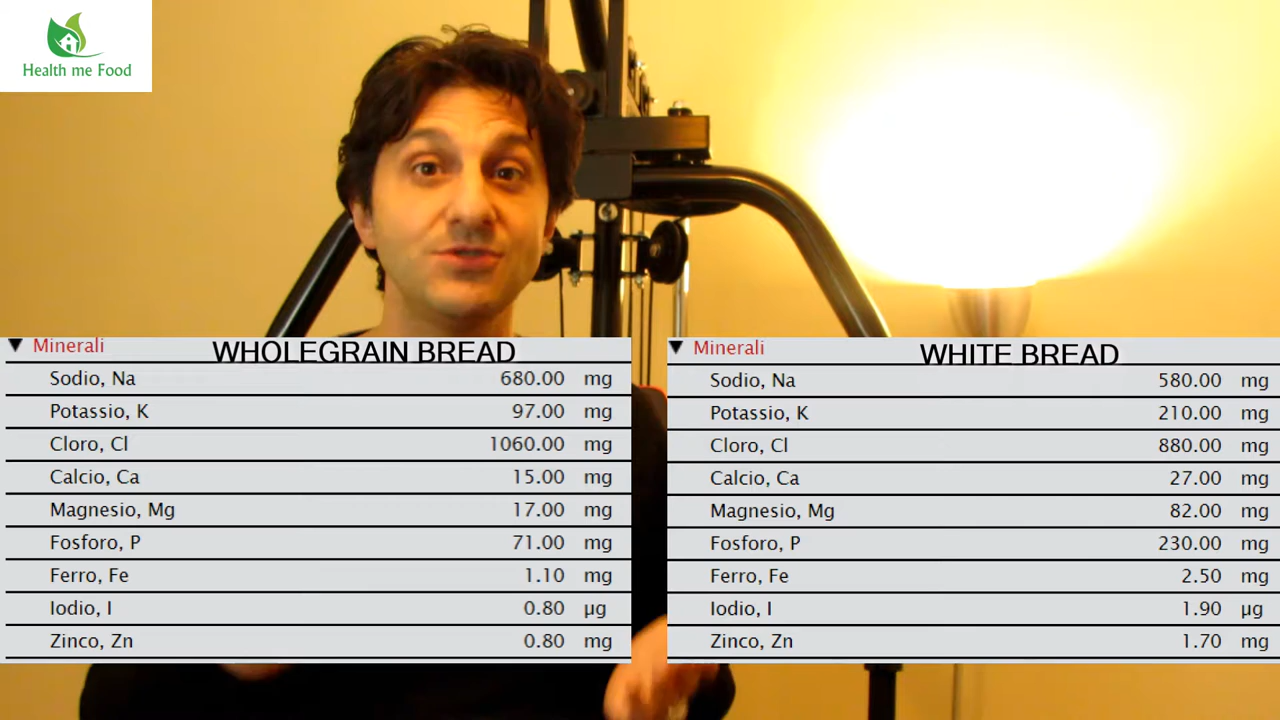 Health me Food
▼ Minerali WHOLEGRAIN BREAD
Sodio, Na 680.00 mg
Potassio, K 97.00 mg
Cloro, Cl 1060.00 mg
Calcio, Ca 15.00 mg
Magnesio, Mg 17.00 mg
Fosforo, P 71.00 mg
Ferro, Fe 1.10 mg
Iodio, I 0.80 µg
Zinco, Zn 0.80 mg
▼ Minerali WHITE BREAD
Sodio, Na 580.00 mg
Potassio, K 210.00 mg
Cloro, Cl 880.00 mg
Calcio, Ca 27.00 mg
Magnesio, Mg 82.00 mg
Fosforo, P 230.00 mg
Ferro, Fe 2.50 mg
Iodio, I 1.90 µg
Zinco, Zn 1.70 mg